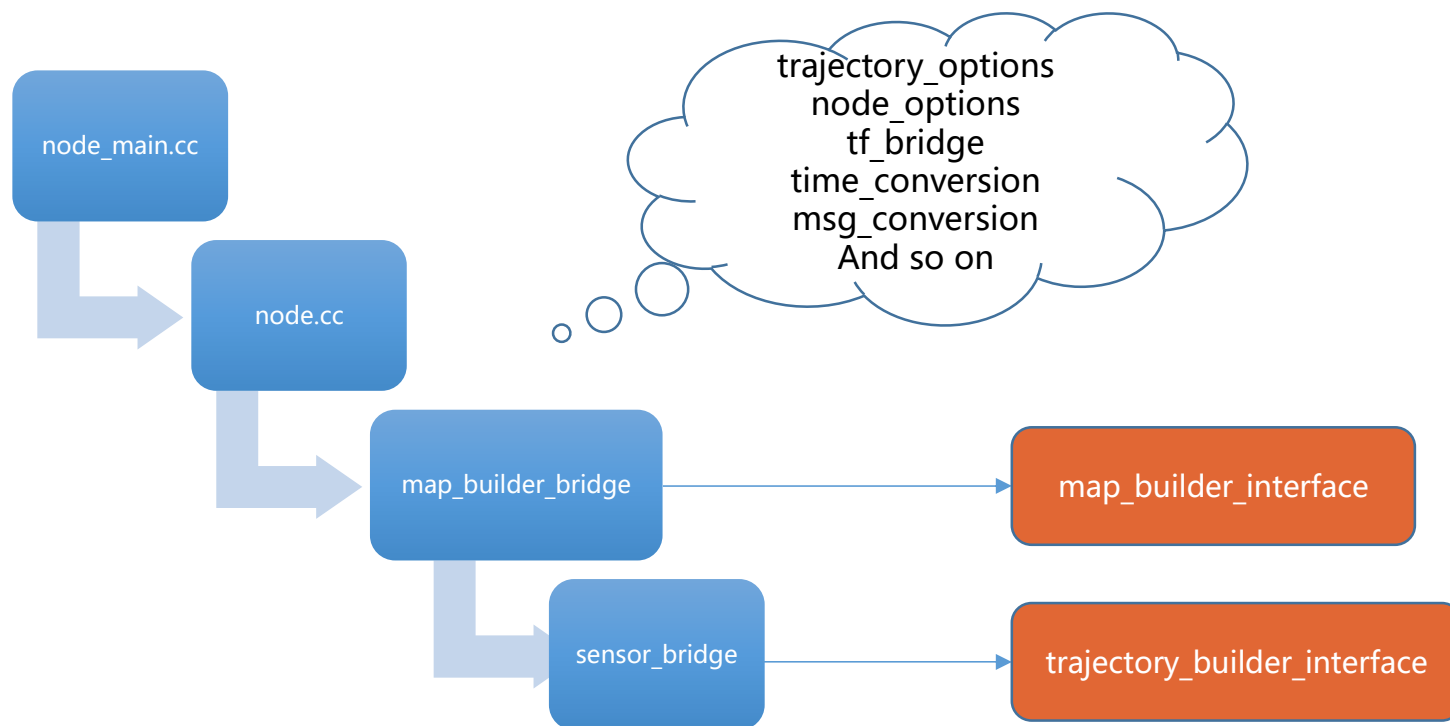 trajectory_options
node_options
tf_bridge
time_conversion
msg_conversion
And so on
node_main.cc
node.cc
map_builder_bridge
map_builder_interface
sensor_bridge
trajectory_builder_interface